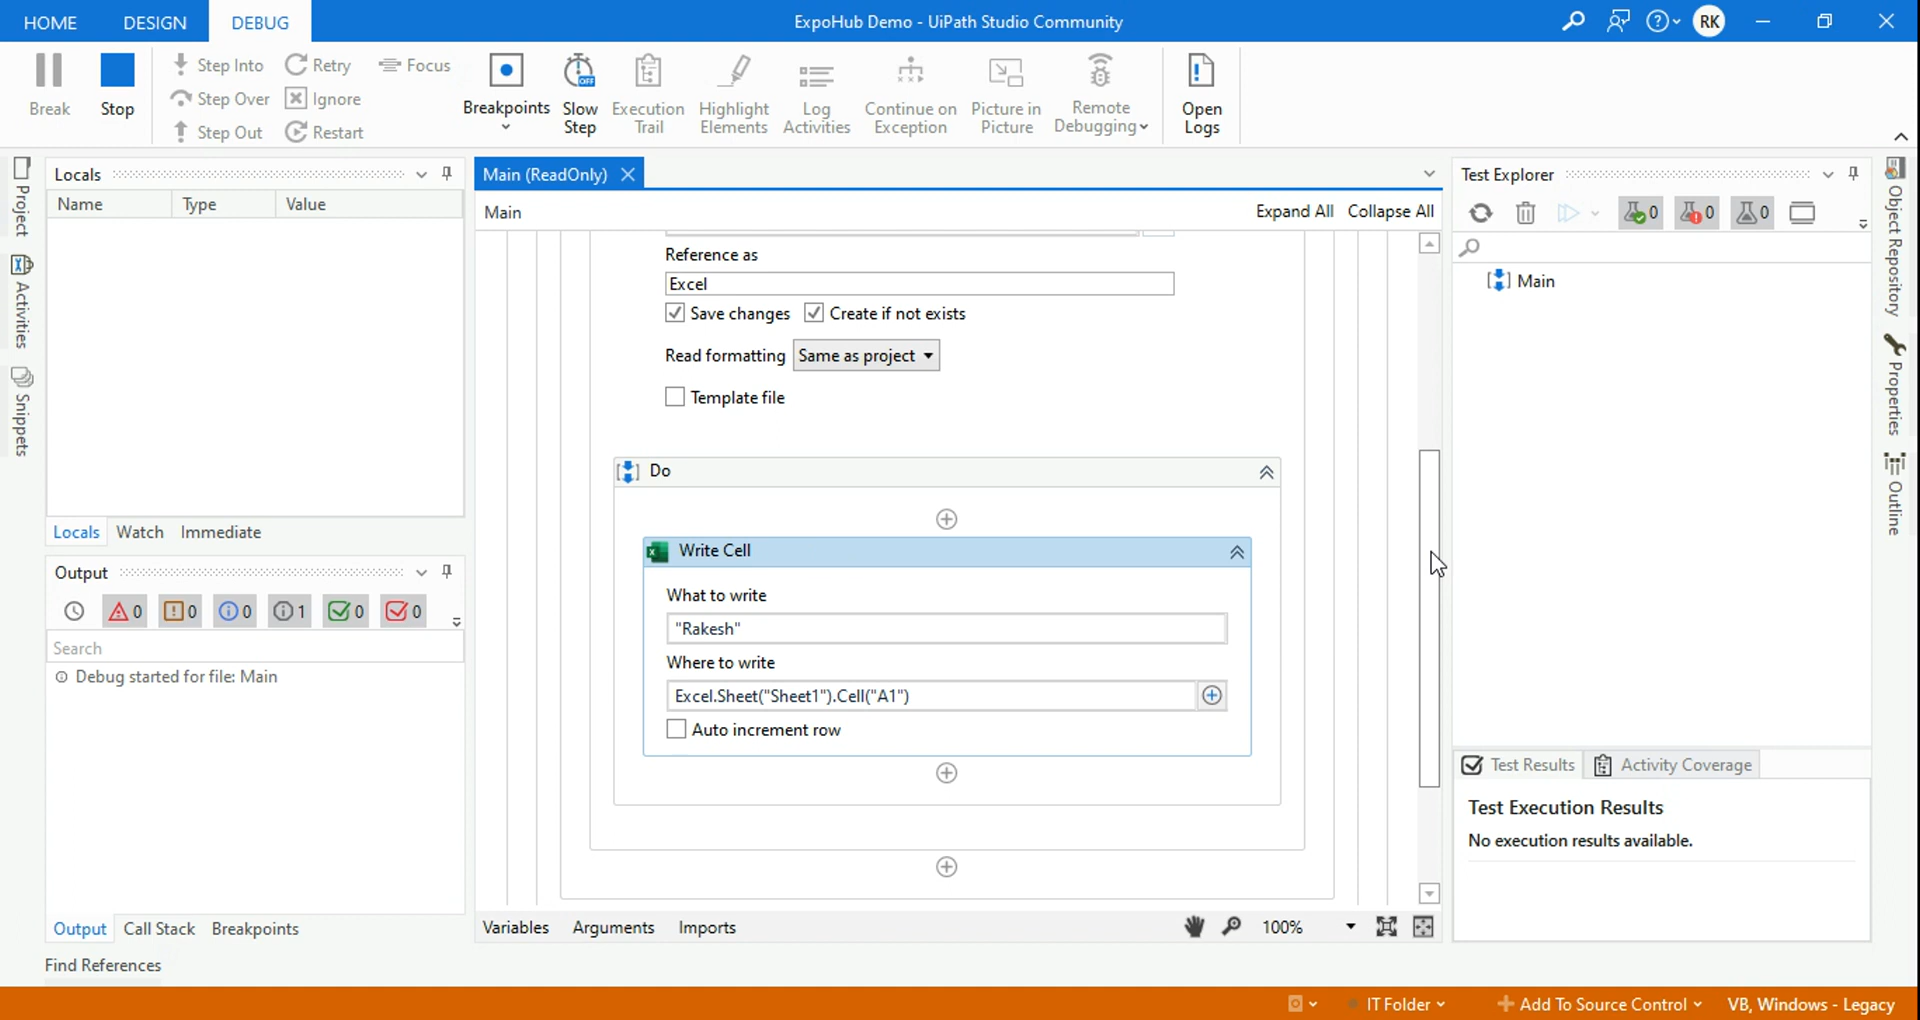 HOME DESIGN DEBUG ExpoHub Demo - UiPath Studio Community RK
Break
Stop
Step Into
Step Over
Step Out
Retry
Ignore
Restart
Focus
Breakpoints
Slow
Step
OFF
Execution
Trail
Highlight
Elements
Log
Activities
Continue on
Exception
Picture in
Picture
Remote
Debugging
Open
Logs
Project
Activities
Snippets
Locals
Name Type Value
Locals Watch Immediate
Output
0 0 0 1 0 0
Search
Debug started for file: Main
Output Call Stack Breakpoints
Find References
Main (ReadOnly)
Main Expand All Collapse All
Reference as
Excel
Save changes Create if not exists
Read formatting Same as project
Template file
Do
Write Cell
What to write
"Rakesh"
Where to write
Excel.Sheet("Sheet1").Cell("A1")
Auto increment row
Variables Arguments Imports 100%
Test Explorer
0 0 0
Main
Test Results Activity Coverage
Test Execution Results
No execution results available.
Object Repository
Properties
Outline
IT Folder Add To Source Control VB, Windows - Legacy